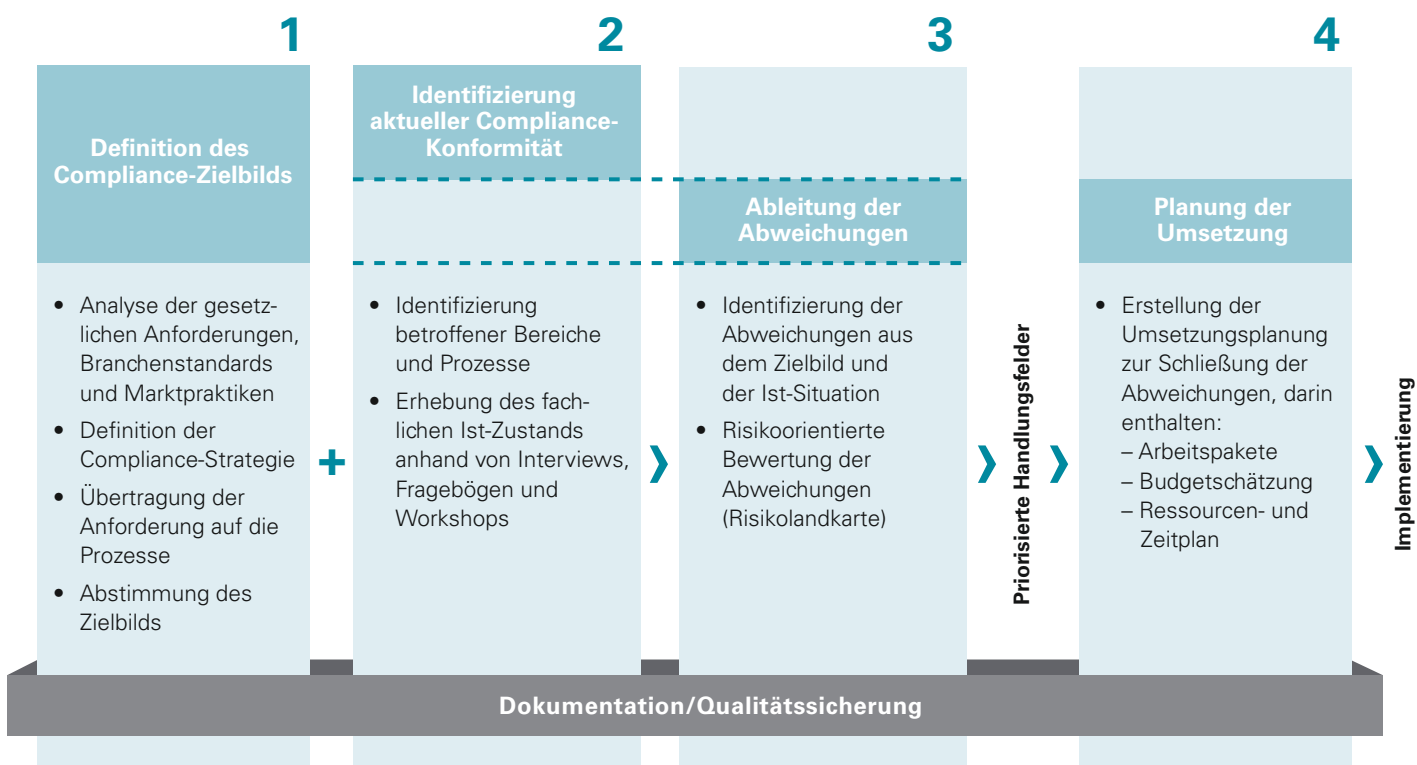 1
Definition des
Compliance-Zielbilds
• Analyse der gesetz-
lichen Anforderungen,
Branchenstandards
und Marktpraktiken
• Definition der
Compliance-Strategie
• Übertragung der
Anforderung auf die
Prozesse
• Abstimmung des
Zielbilds
+
2
Identifizierung
aktueller Compliance-
Konformität
• Identifizierung
betroffener Bereiche
und Prozesse
• Erhebung des fach-
lichen Ist-Zustands
anhand von Interviews,
Fragebögen und
Workshops
3
Ableitung der
Abweichungen
• Identifizierung der
Abweichungen aus
dem Zielbild und
der Ist-Situation
• Risikoorientierte
Bewertung der
Abweichungen
(Risikolandkarte)
Priorisierte Handlungsfelder
4
Planung der
Umsetzung
• Erstellung der
Umsetzungsplanung
zur Schließung der
Abweichungen, darin
enthalten:
– Arbeitspakete
– Budgetschätzung
– Ressourcen- und
Zeitplan
Implementierung
Dokumentation/Qualitätssicherung